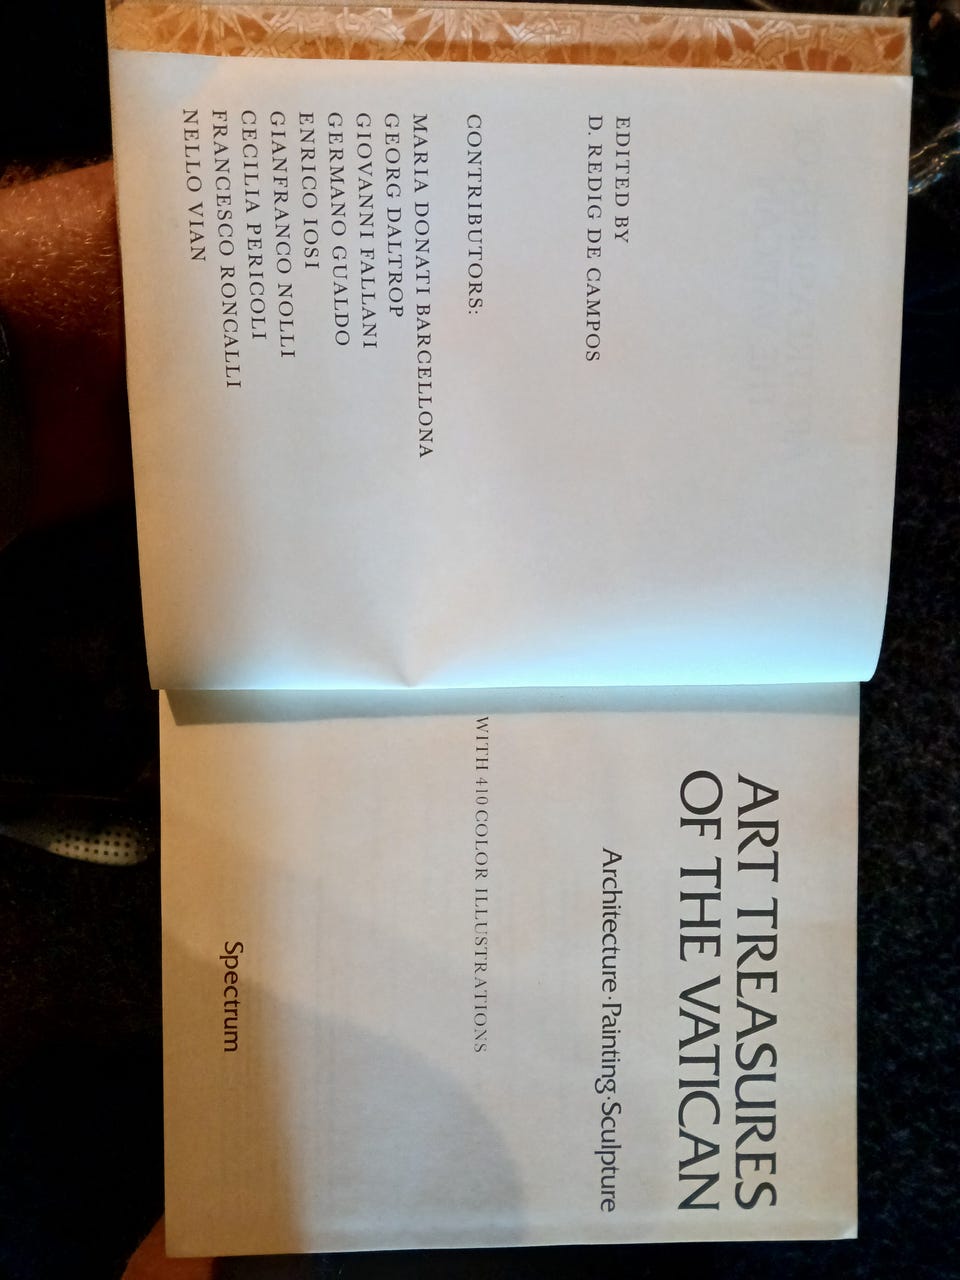 EDITED BY
D. REDIG DE CAMPOS
CONTRIBUTORS:
MARIA DONATI BARCELLONA
GEORG DALTROP
GIOVANNI FALLANI
GERMANO GUALDO
ENRICO IOSI
GIANFRANCO NOLLI
CECILIA PERICOLI
FRANCESCO RONCALLI
NELLO VIAN
ART TREASURES
OF THE VATICAN
Architecture·Painting·Sculpture
WITH 410 COLOR ILLUSTRATIONS
Spectrum